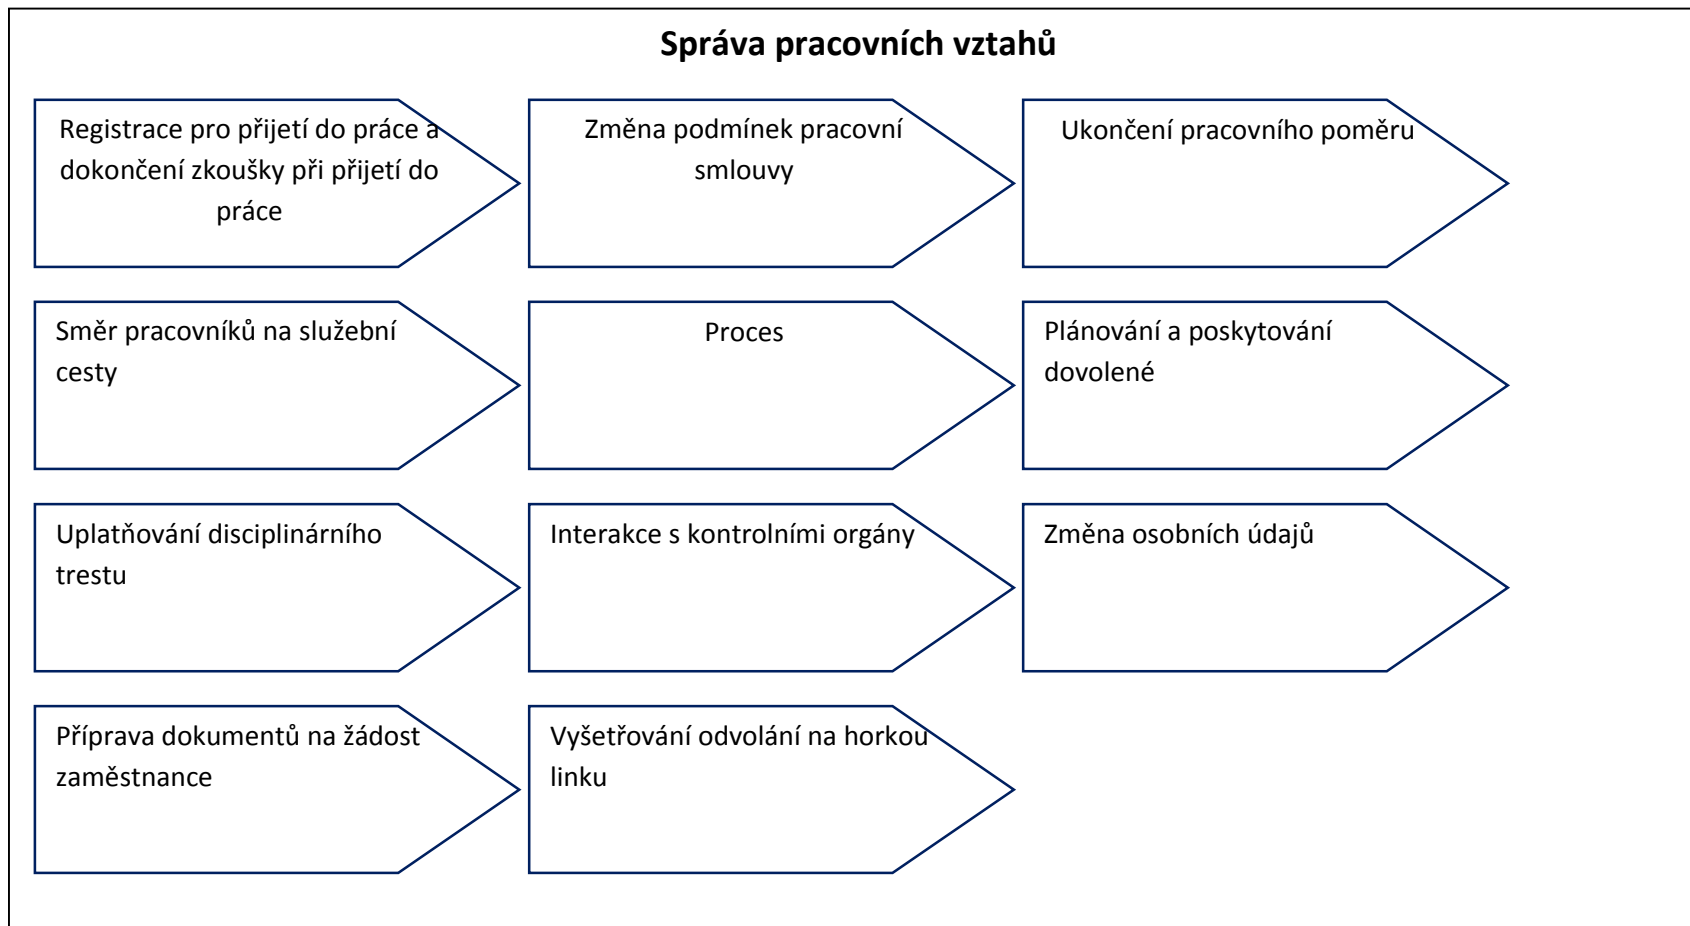 Správa pracovních vztahů
Registrace pro přijetí do práce a
dokončení zkoušky při přijetí do
práce
Změna podmínek pracovní
smlouvy
Ukončení pracovního poměru
Směr pracovníků na služební
cesty
Proces
Plánování a poskytování
dovolené
Uplatňování disciplinárního
trestu
Interakce s kontrolními orgány
Změna osobních údajů
Příprava dokumentů na žádost
zaměstnance
Vyšetřování odvolání na horkou
linku